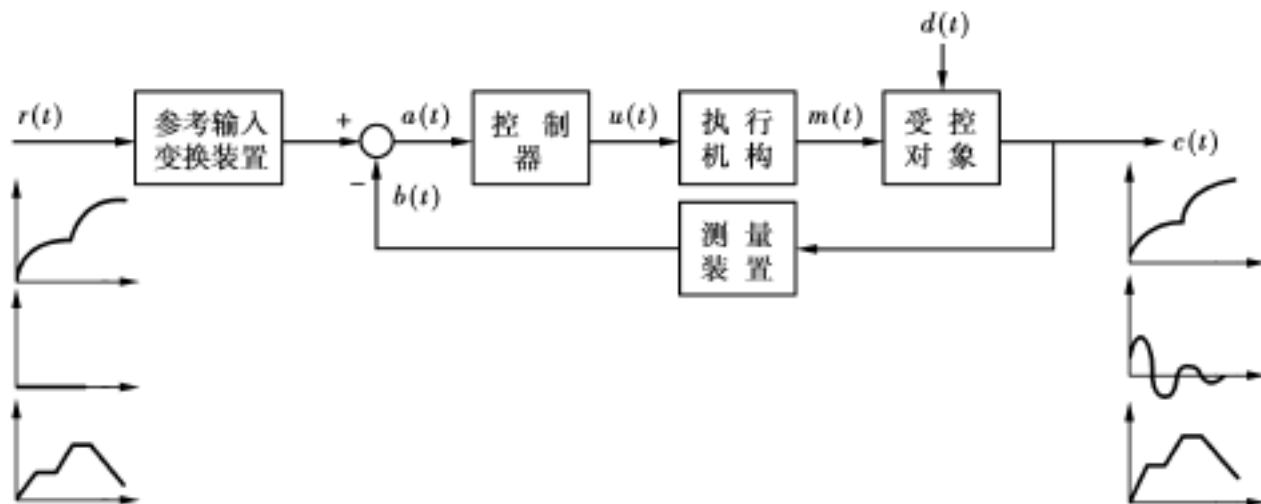 d(t)
r(t)
参考输入
变换装置
+
a(t)
控 制
器
u(t)
执 行
机 构
m(t)
受 控
对 象
c(t)
−
b(t)
测 量
装 置